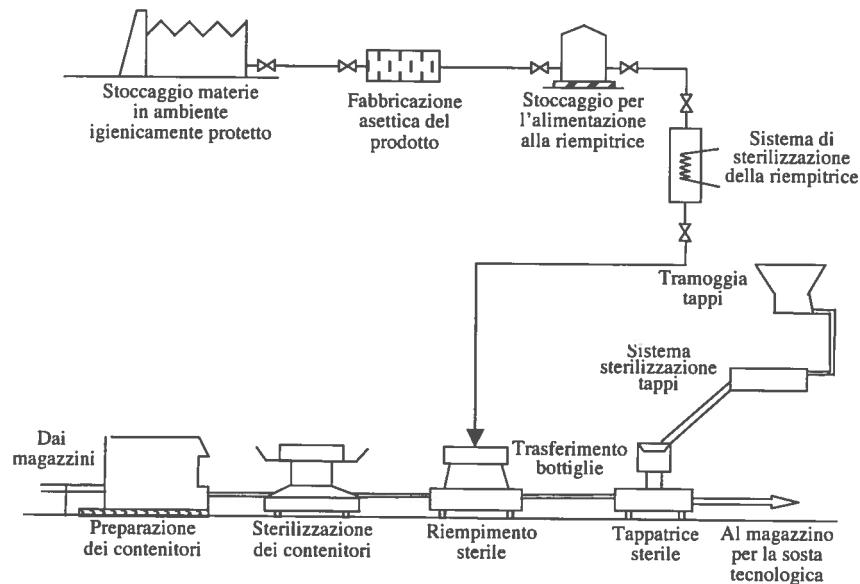 Stoccaggio materie
in ambiente
igienicamente protetto
Fabbricazione
asettica del
prodotto
Stoccaggio per
l'alimentazione
alla riempitrice
Sistema di
sterilizzazione
della riempitrice
Tramoggia
tappi
Sistema
sterilizzazione
tappi
Dai
magazzini
Trasferimento
bottiglie
Preparazione
dei contenitori
Sterilizzazione
dei contenitori
Riempimento
sterile
Tappatrice
sterile
Al magazzino
per la sosta
tecnologica